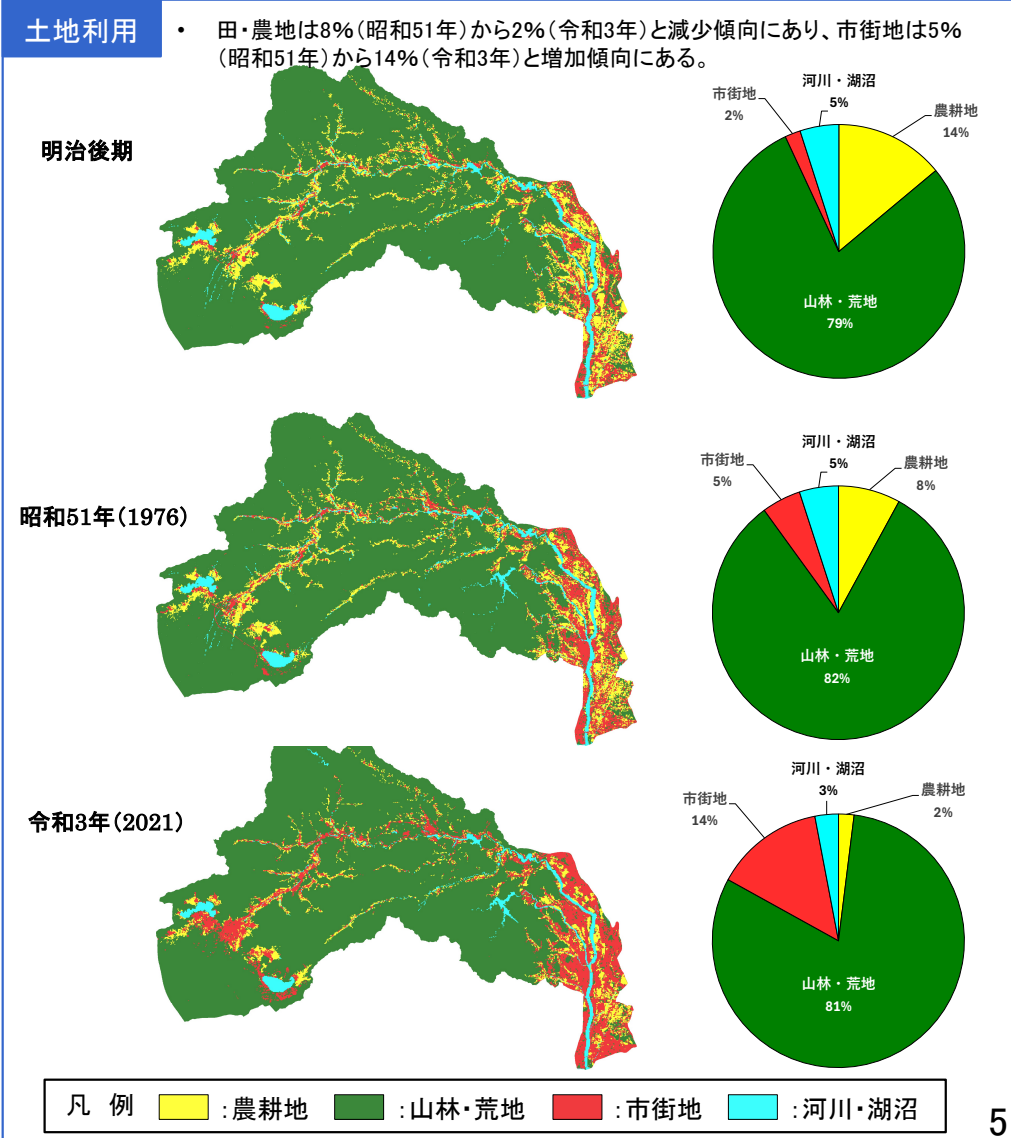 土地利用
• 田・農地は8%(昭和51年)から2%(令和3年)と減少傾向にあり、市街地は5%
(昭和51年)から14%(令和3年)と増加傾向にある。
明治後期
河川・湖沼
5%
市街地
2%
農耕地
14%
山林・荒地
79%
昭和51年(1976)
河川・湖沼
5%
市街地
5%
農耕地
8%
山林・荒地
82%
令和3年(2021)
河川・湖沼
3%
市街地
14%
農耕地
2%
山林・荒地
81%
凡 例 :農耕地 :山林・荒地 :市街地 :河川・湖沼
5